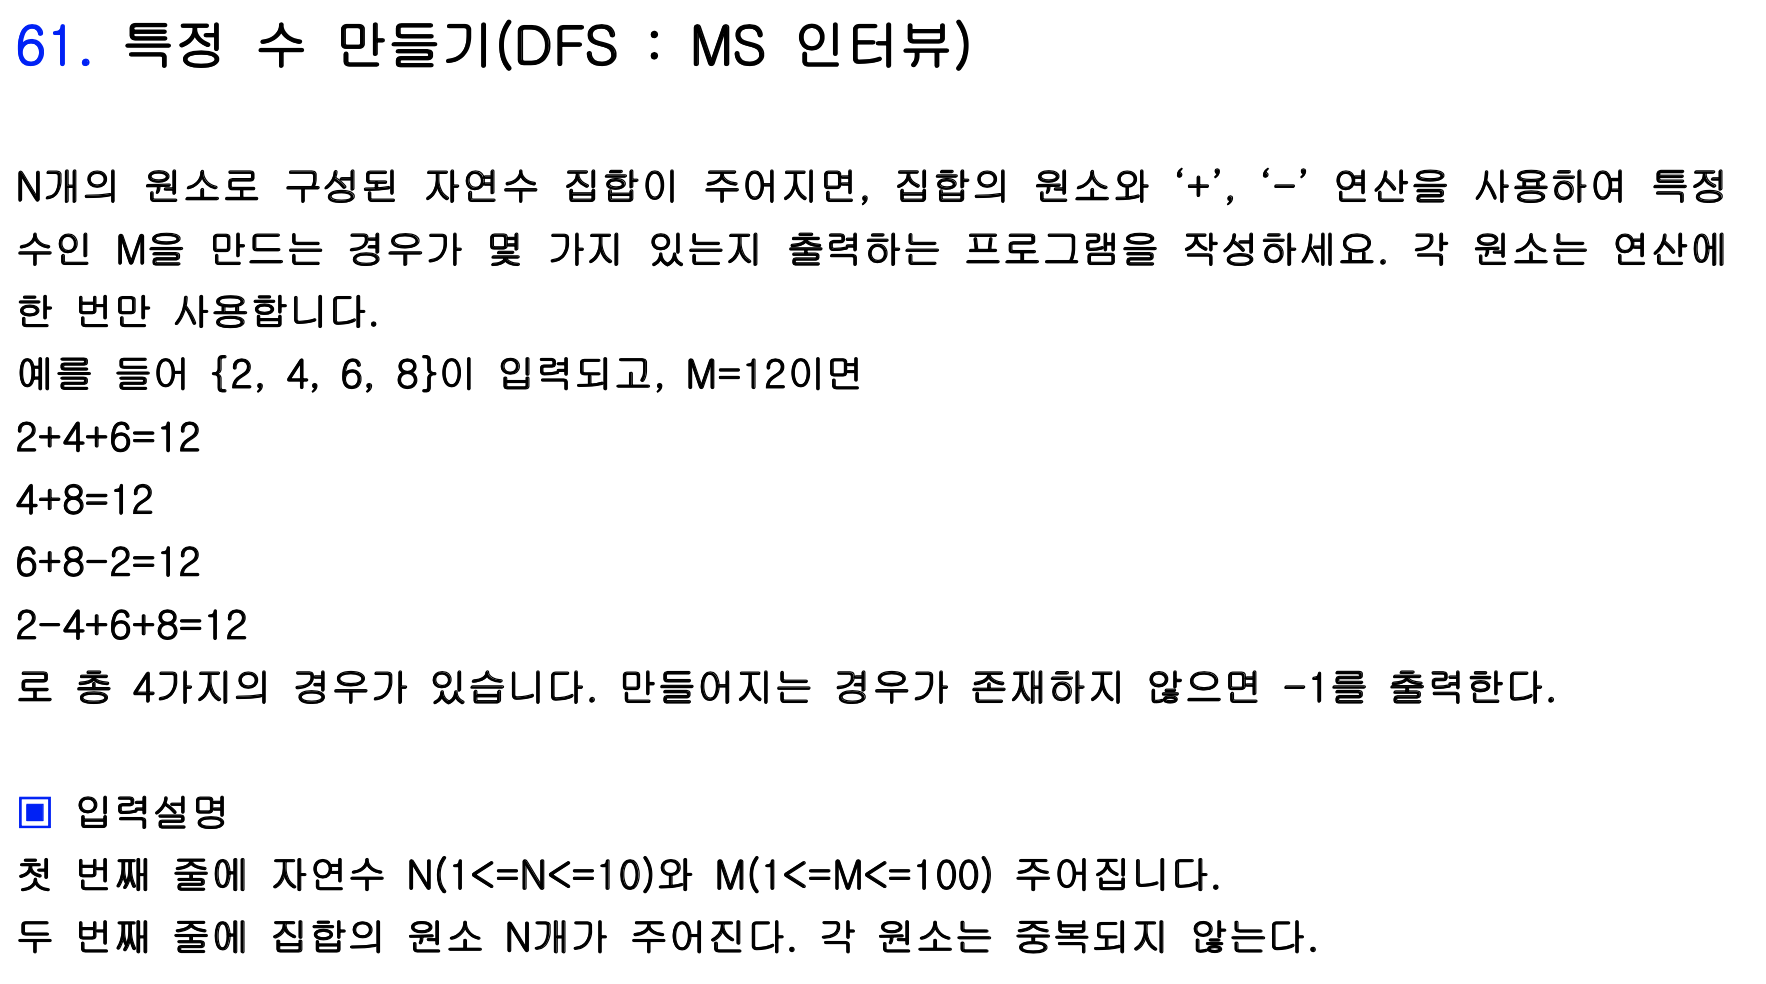 61. 특정 수 만들기(DFS : MS 인터뷰)
N개의 원소로 구성된 자연수 집합이 주어지면, 집합의 원소와 ‘+’, ‘-’ 연산을 사용하여 특정
수인 M을 만드는 경우가 몇 가지 있는지 출력하는 프로그램을 작성하세요. 각 원소는 연산에
한 번만 사용합니다.
예를 들어 {2, 4, 6, 8}이 입력되고, M=12이면
2+4+6=12
4+8=12
6+8-2=12
2-4+6+8=12
로 총 4가지의 경우가 있습니다. 만들어지는 경우가 존재하지 않으면 -1를 출력한다.
▣ 입력설명
첫 번째 줄에 자연수 N(1<=N<=10)와 M(1<=M<=100) 주어집니다.
두 번째 줄에 집합의 원소 N개가 주어진다. 각 원소는 중복되지 않는다.